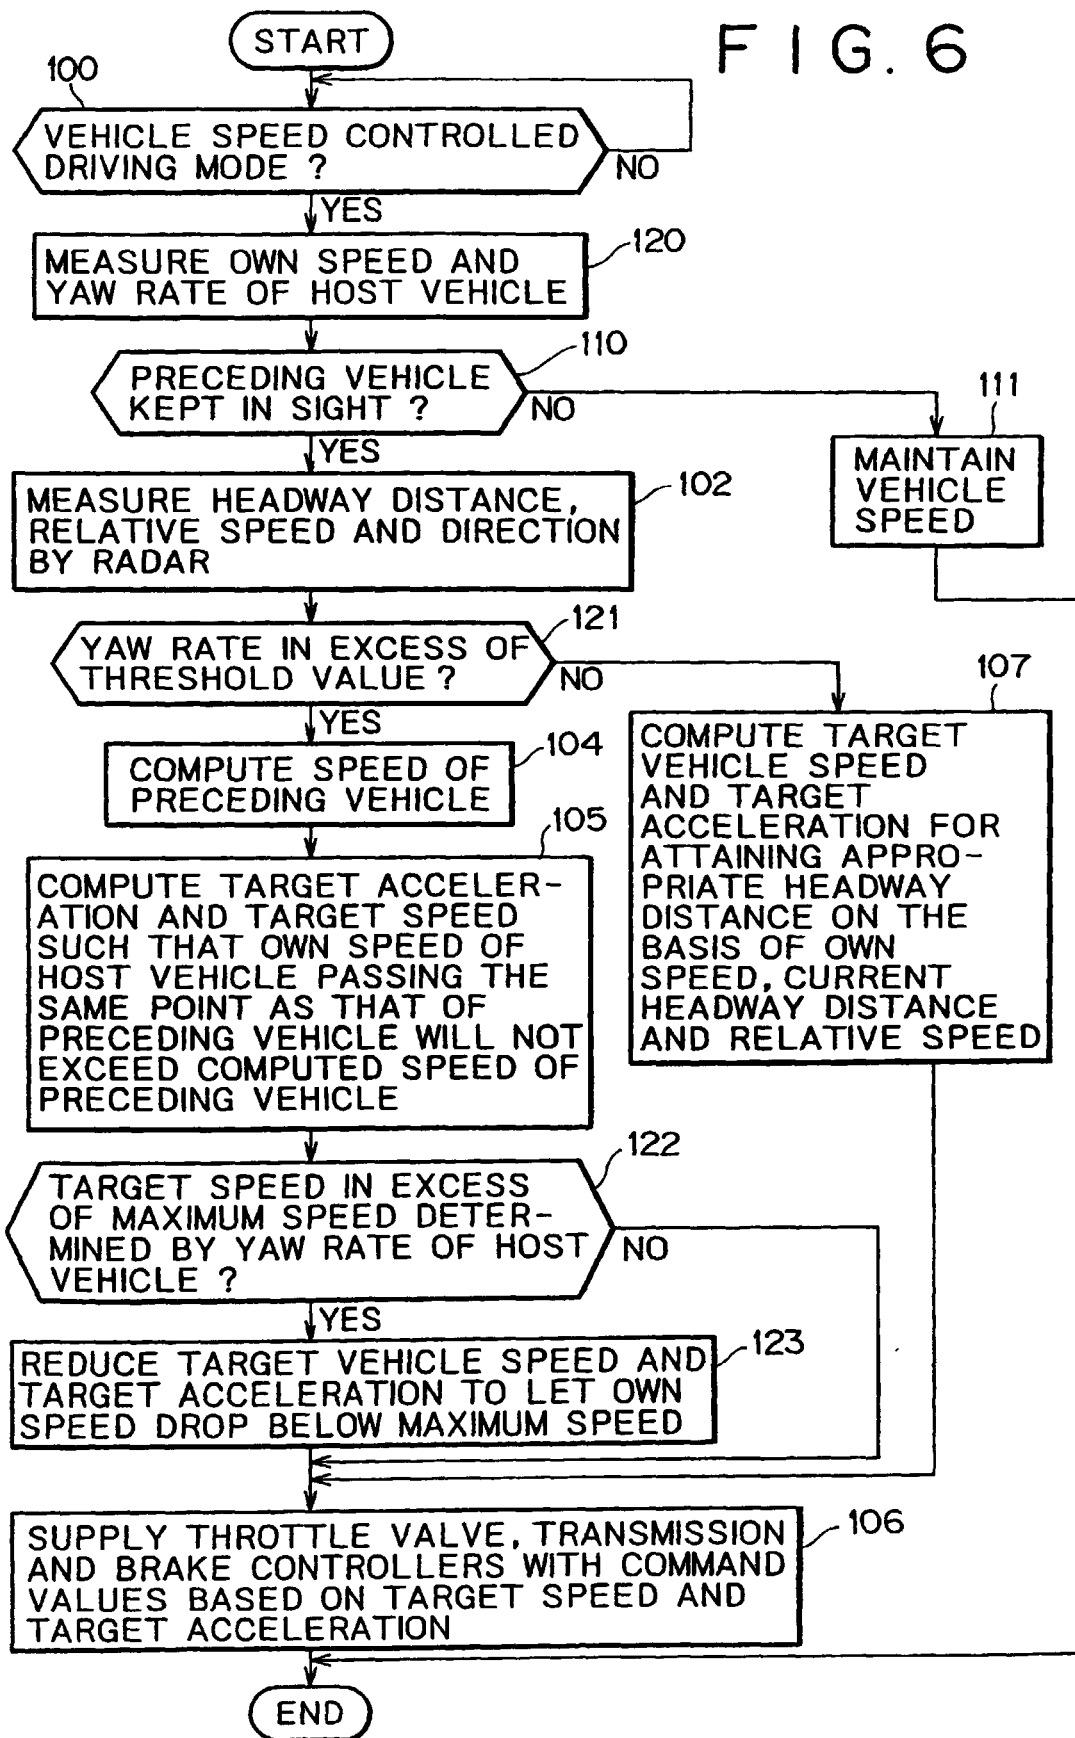 START
F I G. 6
100
VEHICLE SPEED CONTROLLED
DRIVING MODE ?
NO
YES
120
MEASURE OWN SPEED AND
YAW RATE OF HOST VEHICLE
110
PRECEDING VEHICLE
KEPT IN SIGHT ?
NO
YES
111
MAINTAIN
VEHICLE
SPEED
102
MEASURE HEADWAY DISTANCE,
RELATIVE SPEED AND DIRECTION
BY RADAR
121
YAW RATE IN EXCESS OF
THRESHOLD VALUE ?
NO
YES
107
COMPUTE TARGET
VEHICLE SPEED
AND TARGET
ACCELERATION FOR
ATTAINING APPRO-
PRIATE HEADWAY
DISTANCE ON THE
BASIS OF OWN
SPEED, CURRENT
HEADWAY DISTANCE
AND RELATIVE SPEED
104
COMPUTE SPEED OF
PRECEDING VEHICLE
105
COMPUTE TARGET ACCELER-
ATION AND TARGET SPEED
SUCH THAT OWN SPEED OF
HOST VEHICLE PASSING THE
SAME POINT AS THAT OF
PRECEDING VEHICLE WILL NOT
EXCEED COMPUTED SPEED OF
PRECEDING VEHICLE
122
TARGET SPEED IN EXCESS
OF MAXIMUM SPEED DETER-
MINED BY YAW RATE OF HOST
VEHICLE ?
NO
YES
123
REDUCE TARGET VEHICLE SPEED AND
TARGET ACCELERATION TO LET OWN
SPEED DROP BELOW MAXIMUM SPEED
106
SUPPLY THROTTLE VALVE, TRANSMISSION
AND BRAKE CONTROLLERS WITH COMMAND
VALUES BASED ON TARGET SPEED AND
TARGET ACCELERATION
END